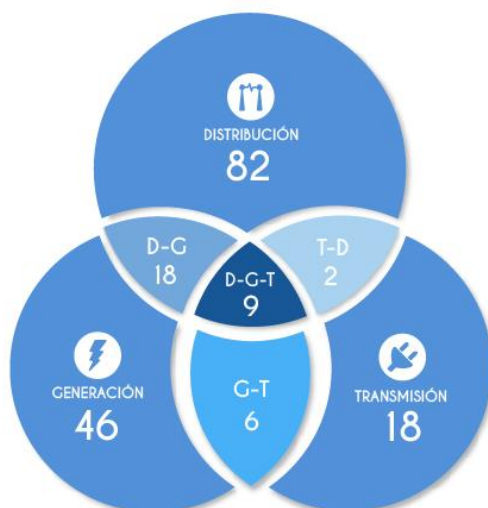 DISTRIBUCIÓN
82
D-G
18
T-D
2
D-G-T
9
GENERACIÓN
46
G-T
6
TRANSMISIÓN
18